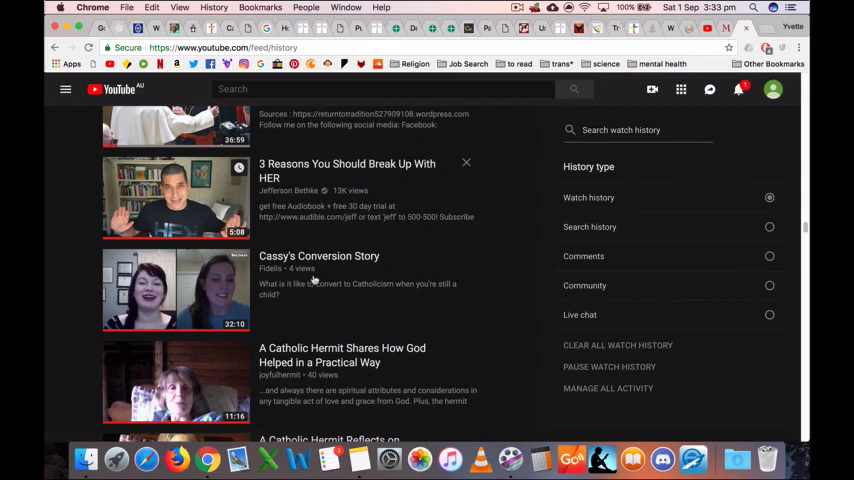 Chrome File Edit View History Bookmarks People Window Help 100% Sat 1 Sep 3:33 pm
Yvette
Secure https://www.youtube.com/feed/history
Apps Religion Job Search to read trans* science mental health Other Bookmarks
YouTube AU Search 1
Sources : https://returntotradition527909108.wordpress.com
Follow me on the following social media: Facebook:
36:59
Search watch history
3 Reasons You Should Break Up With
HER
Jefferson Bethke 13K views
get free Audiobook + free 30 day trial at
http://www.audible.com/jeff or text 'jeff' to 500-500! Subscribe
5:08
History type
Watch history
Search history
Comments
Community
Live chat
CLEAR ALL WATCH HISTORY
PAUSE WATCH HISTORY
MANAGE ALL ACTIVITY
Cassy's Conversion Story
Fidelis • 4 views
What is it like to convert to Catholicism when you're still a
child?
32:10
A Catholic Hermit Shares How God
Helped in a Practical Way
joyfulhermit • 40 views
...and always there are spiritual attributes and considerations in
any tangible act of love and grace from God. Plus, the hermit
11:16
A Catholic Hermit Reflects on
3
Go